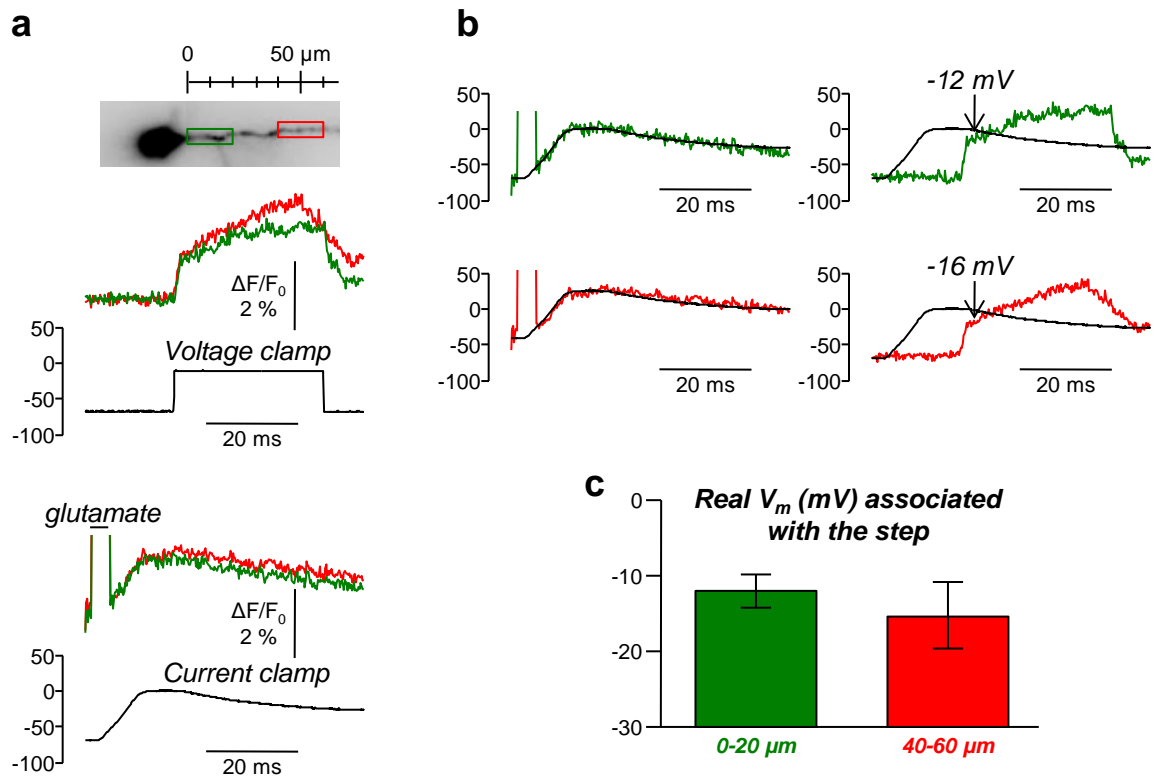 a
0 50 µm
ΔF/F0
2 %
50
0
-50
-100
Voltage clamp
20 ms
glutamate
ΔF/F0
2 %
50
0
-50
-100
Current clamp
20 ms
b
50
0
-50
-100
20 ms
-12 mV
50
0
-50
-100
20 ms
50
0
-50
-100
20 ms
-16 mV
50
0
-50
-100
20 ms
c
Real Vm (mV) associated
with the step
0
-10
-20
-30
0-20 µm
40-60 µm